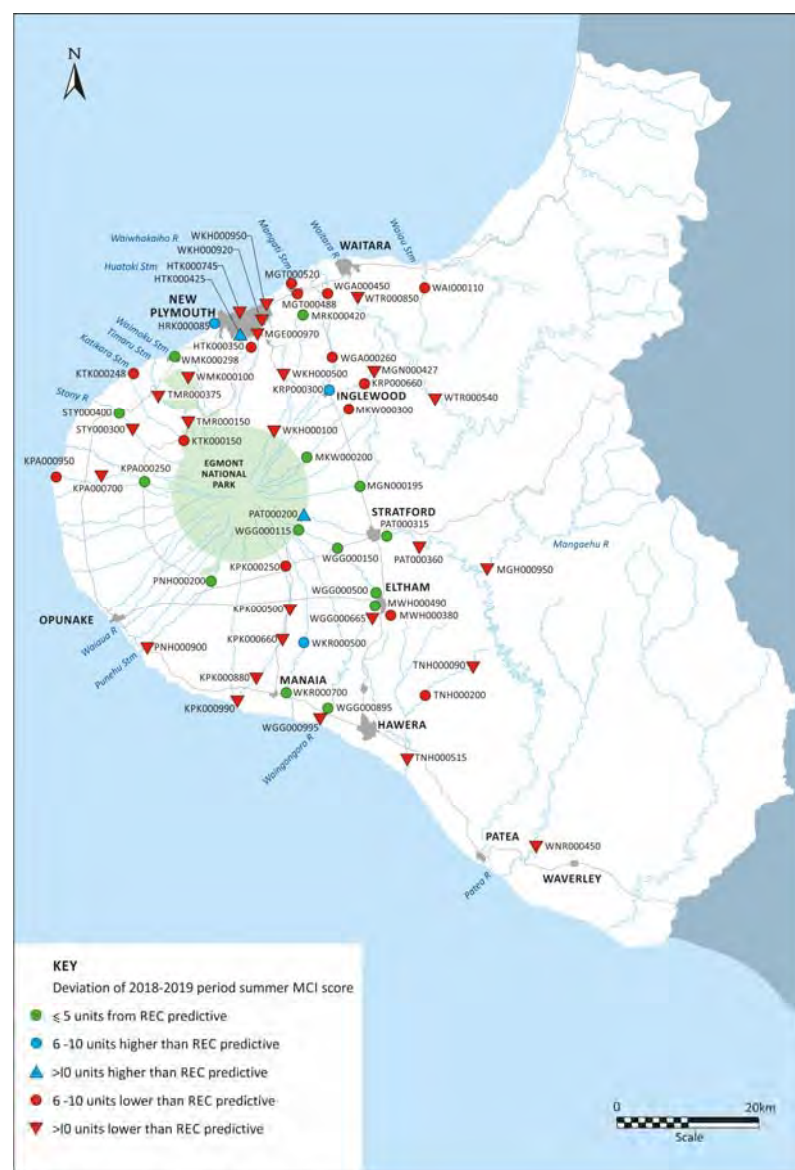 N
WKH000950
Waiwhakaiho R
WKH000920
HTK000745
Huatoki Stm
HTK000425
Mangati Stm
Waitara R
Waiau Stm
WAITARA
MGT000520
WGA000450
WAI000110
NEW
PLYMOUTH
MGT000488
WTR000850
HRK000085
MRK000420
MGE000970
Waimoku Stm
HTK000350
Timaru Stm
WMK000298
WGA000260
Katikara Stm
KTK000248
WMK000100
WKH000500
MGN000427
KRP000660
KRP000300
INGLEWOOD
TMR000375
WTR000540
Stony R
MKW000300
STY000400
TMR000150
STY000300
WKH000100
KTK000150
KPA000950
KPA000250
EGMONT
NATIONAL
PARK
MKW000200
KPA000700
MGN000195
PAT000200
STRATFORD
WGG000115
PAT000315
PAT000360
Mangaehu R
WGG000150
KPK000250
MGH000950
PNH000200
WGG000500
ELTHAM
MWH000490
KPK000500
WGG000665
MWH000380
OPUNAKE
Waiaua R
KPK000660
WKR000500
Punehu Stm
PNH000900
TNH000090
KPK000880
MANAIA
WKR000700
TNH000200
KPK000990
WGG000895
WGG000995
HAWERA
Waingongoro R
TNH000515
PATEA
WNR000450
Patea R
WAVERLEY
KEY
Deviation of 2018-2019 period summer MCI score
⩽ 5 units from REC predictive
6 -10 units higher than REC predictive
>l0 units higher than REC predictive
6 -10 units lower than REC predictive
>l0 units lower than REC predictive
0 20km
Scale